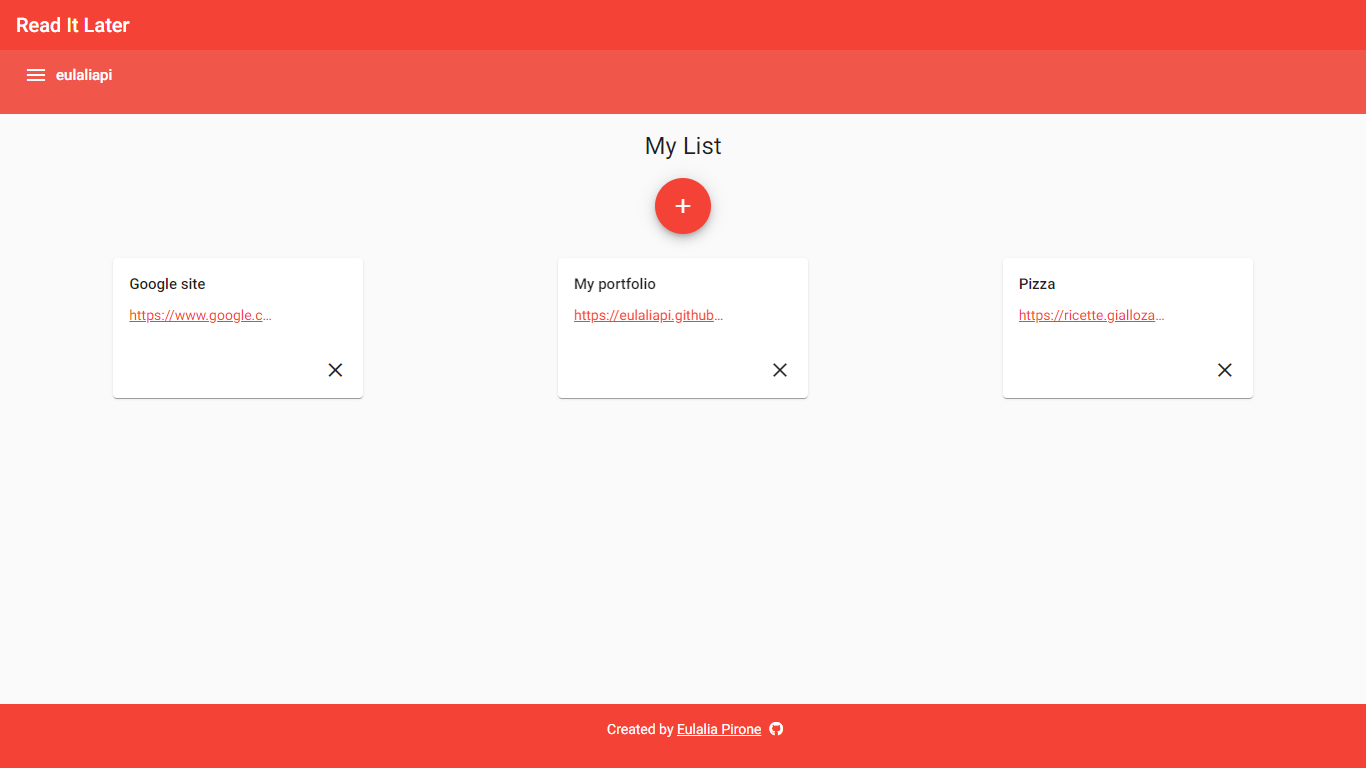 Read It Later
eulaliapi
My List
+
Google site
My portfolio
Pizza
https://www.google.c...
https://eulaliapi.github...
https://ricette.gialloza...
Created by Eulalia Pirone